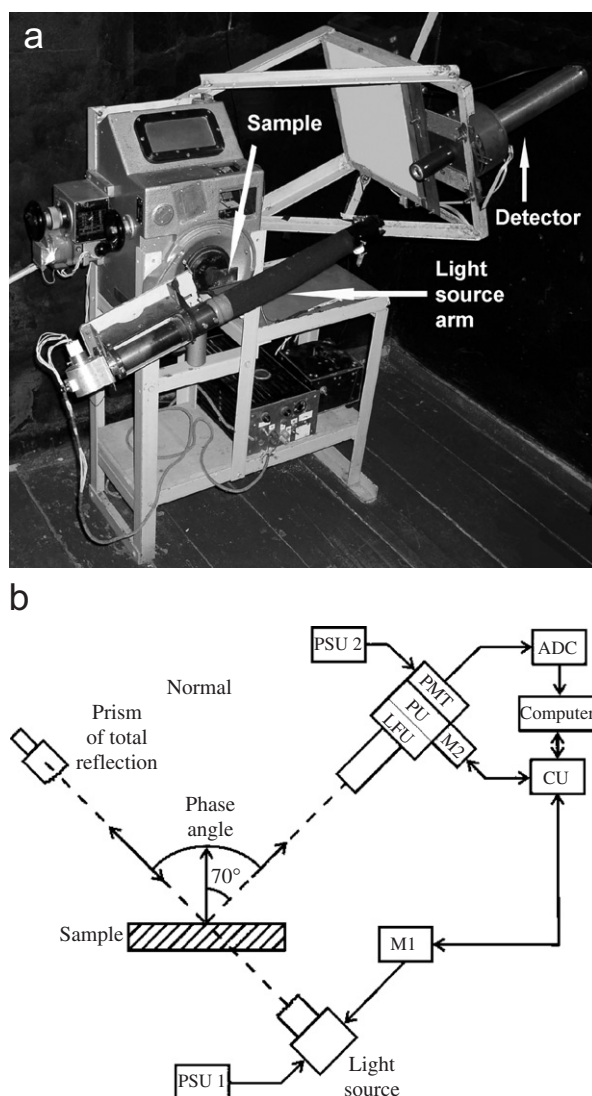 a
Sample
Detector
Light
source
arm
b
PSU 2
ADC
PMT
PU
LFU
M2
Computer
CU
Normal
Prism
of total
reflection
Phase
angle
70°
Sample
M1
PSU 1
Light
source